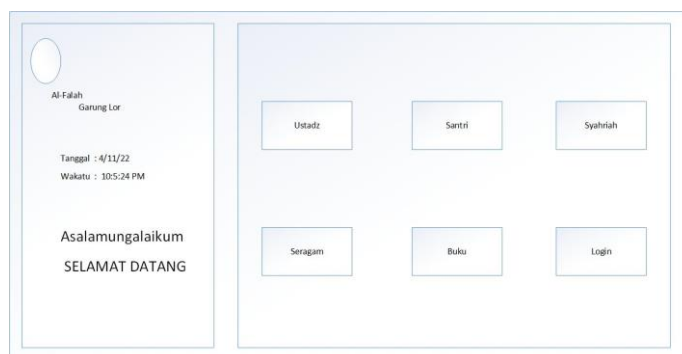 Al-Falah
Garung Lor
Tanggal : 4/11/22
Wakatu : 10:5:24 PM
Asalamungalaikum
SELAMAT DATANG
Ustadz
Santri
Syahriah
Seragam
Buku
Login